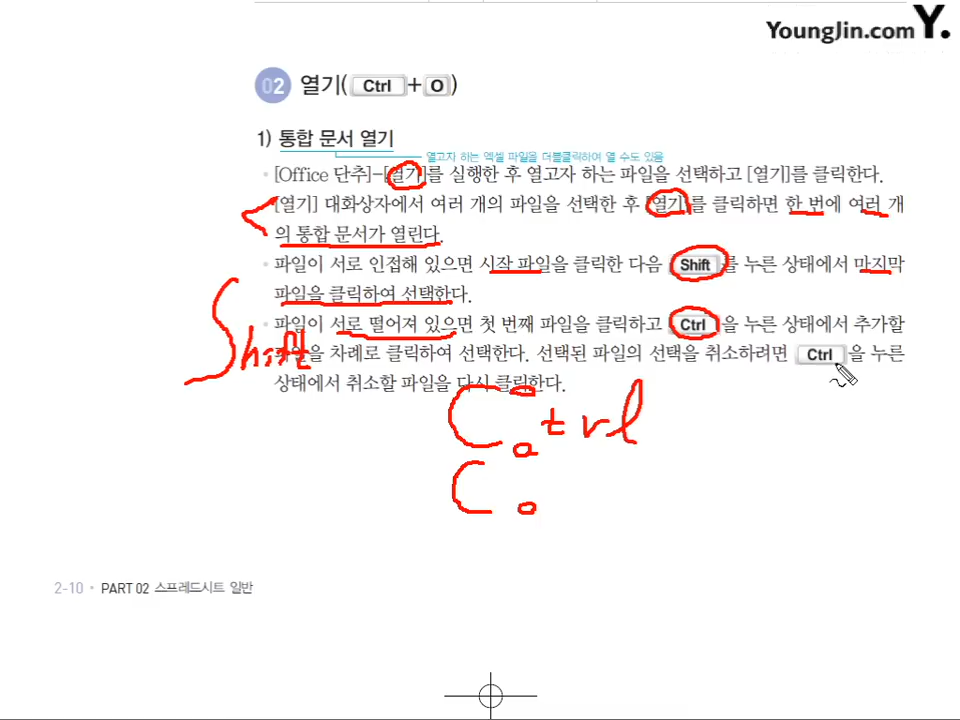 YoungJin.com Y.
02 열기(Ctrl+O)
1) 통합 문서 열기
열고자 하는 엑셀 파일을 더블클릭하여 열 수도 있음
• [Office 단추]-[열기]를 실행한 후 열고자 하는 파일을 선택하고 [열기]를 클릭한다.
[열기] 대화상자에서 여러 개의 파일을 선택한 후 [열기]를 클릭하면 한 번에 여러 개
의 통합 문서가 열린다.
• 파일이 서로 인접해 있으면 시작 파일을 클릭한 다음 Shift 를 누른 상태에서 마지막
파일을 클릭하여 선택한다.
• 파일이 서로 떨어져 있으면 첫 번째 파일을 클릭하고 Ctrl 을 누른 상태에서 추가할
파일을 차례로 클릭하여 선택한다. 선택된 파일의 선택을 취소하려면 Ctrl 을 누른
상태에서 취소할 파일을 다시 클릭한다.
Shift
Ctrl
C
2-10 • PART 02 스프레드시트 일반